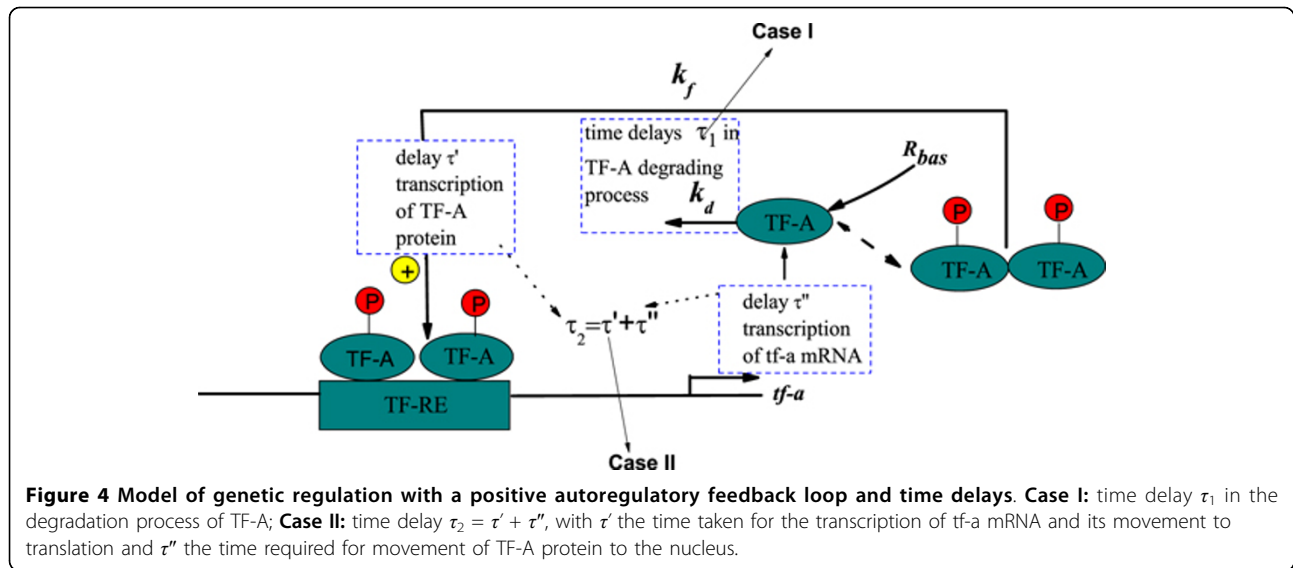 Case I
k_f
time delays τ₁ in
TF-A degrading
process
k_d
R_bas
delay τ'
transcription
of TF-A
protein
+
TF-A
P
P
TF-A
TF-A
P
P
TF-A
TF-A
TF-RE
τ₂=τ'+τ''
delay τ''
transcription
of tf-a mRNA
tf-a
Case II
Figure 4 Model of genetic regulation with a positive autoregulatory feedback loop and time delays. Case I: time delay τ₁ in the
degradation process of TF-A; Case II: time delay τ₂ = τ′ + τ″, with τ′ the time taken for the transcription of tf-a mRNA and its movement to
translation and τ″ the time required for movement of TF-A protein to the nucleus.